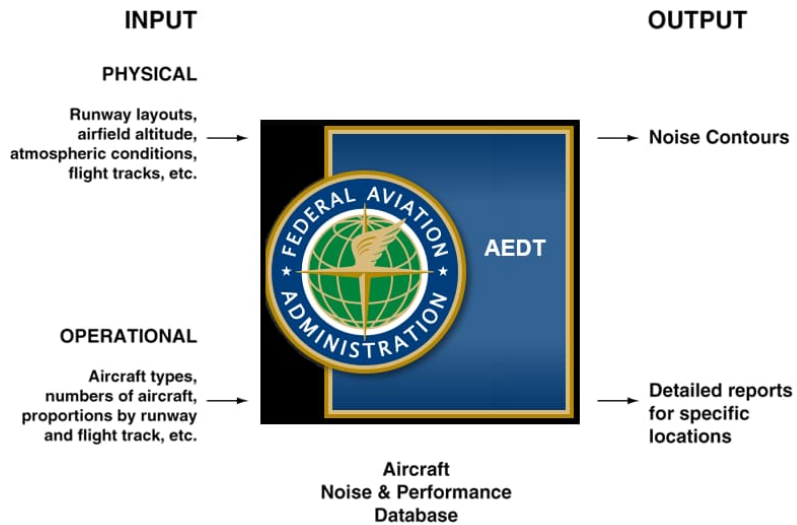 INPUT
OUTPUT
PHYSICAL
Runway layouts,
airfield altitude,
atmospheric conditions,
flight tracks, etc.
Noise Contours
FEDERAL AVIATION
ADMINISTRATION
AEDT
OPERATIONAL
Aircraft types,
numbers of aircraft,
proportions by runway
and flight track, etc.
Detailed reports
for specific
locations
Aircraft
Noise & Performance
Database